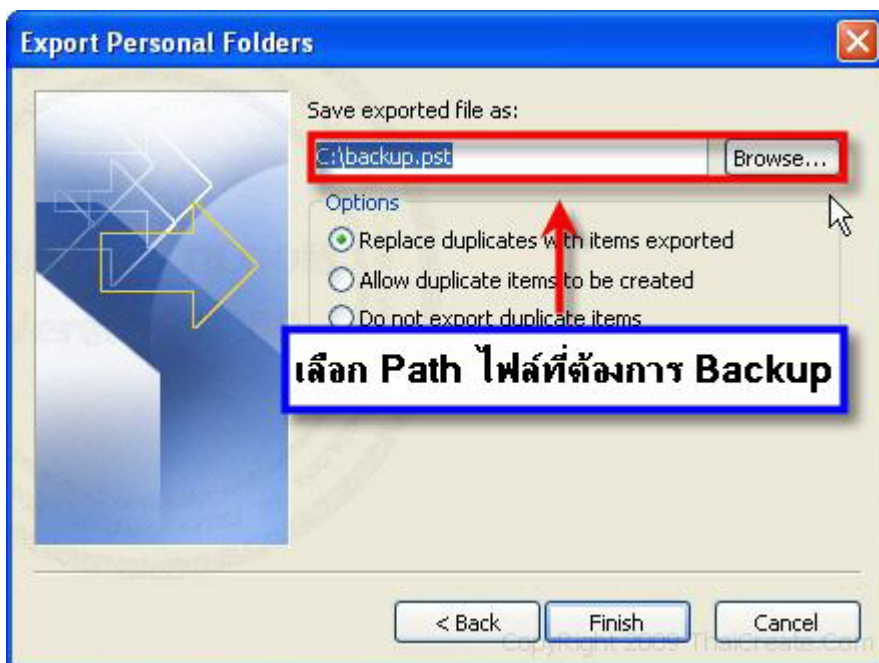 Export Personal Folders
Save exported file as:
C:\backup.pst
Browse...
Options
Replace duplicates with items exported
Allow duplicate items to be created
Do not export duplicate items
เลือก Path ไฟล์ที่ต้องการ Backup
< Back
Finish
Cancel
CopyRight 2009 ThaiCreate.Com